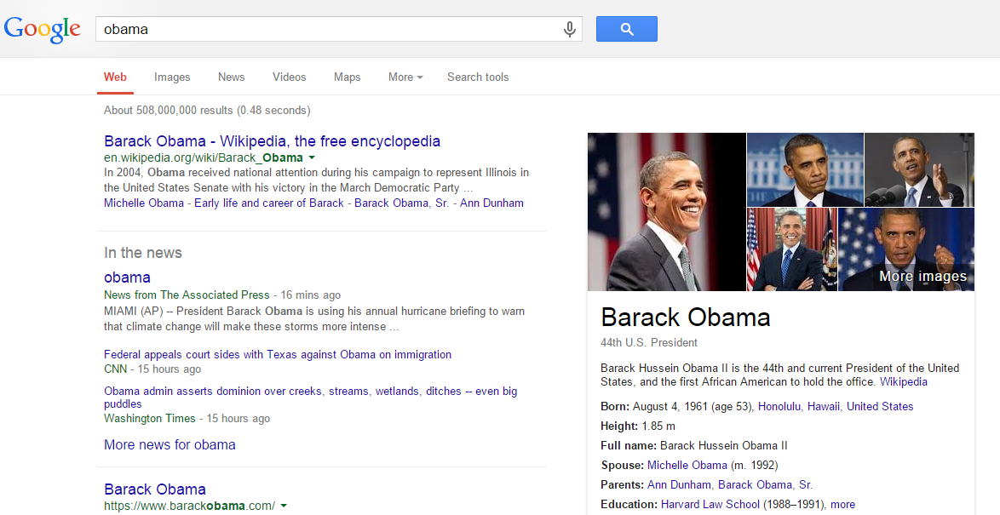 Google
obama
Web Images News Videos Maps More Search tools
About 508,000,000 results (0.48 seconds)
Barack Obama - Wikipedia, the free encyclopedia
en.wikipedia.org/wiki/Barack_Obama
In 2004, Obama received national attention during his campaign to represent Illinois in
the United States Senate with his victory in the March Democratic Party ...
Michelle Obama - Early life and career of Barack - Barack Obama, Sr. - Ann Dunham
In the news
obama
News from The Associated Press - 16 mins ago
MIAMI (AP) -- President Barack Obama is using his annual hurricane briefing to warn
that climate change will make these storms more intense ...
Federal appeals court sides with Texas against Obama on immigration
CNN - 15 hours ago
Obama admin asserts dominion over creeks, streams, wetlands, ditches -- even big
puddles
Washington Times - 15 hours ago
More news for obama
Barack Obama
https://www.barackobama.com/
More images
Barack Obama
44th U.S. President
Barack Hussein Obama II is the 44th and current President of the United
States, and the first African American to hold the office. Wikipedia
Born: August 4, 1961 (age 53), Honolulu, Hawaii, United States
Height: 1.85 m
Full name: Barack Hussein Obama II
Spouse: Michelle Obama (m. 1992)
Parents: Ann Dunham, Barack Obama, Sr.
Education: Harvard Law School (1988–1991), more